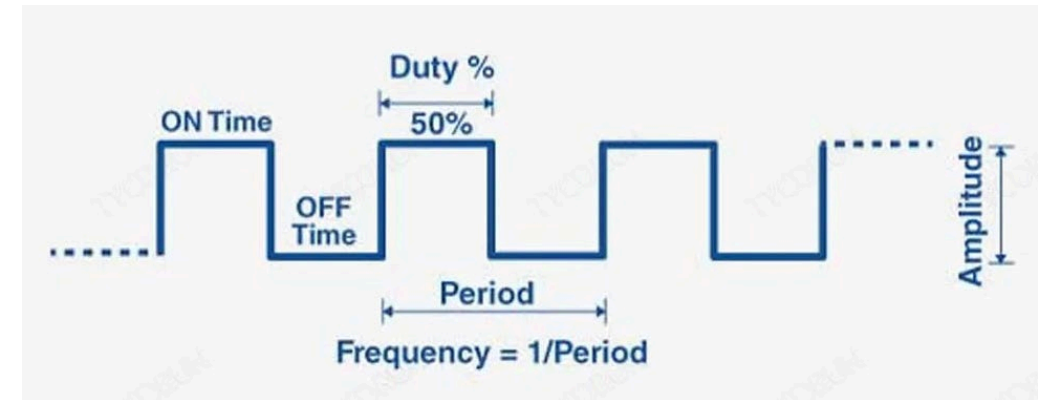 Duty %
ON Time
50%
OFF
Time
Amplitude
Period
Frequency = 1/Period